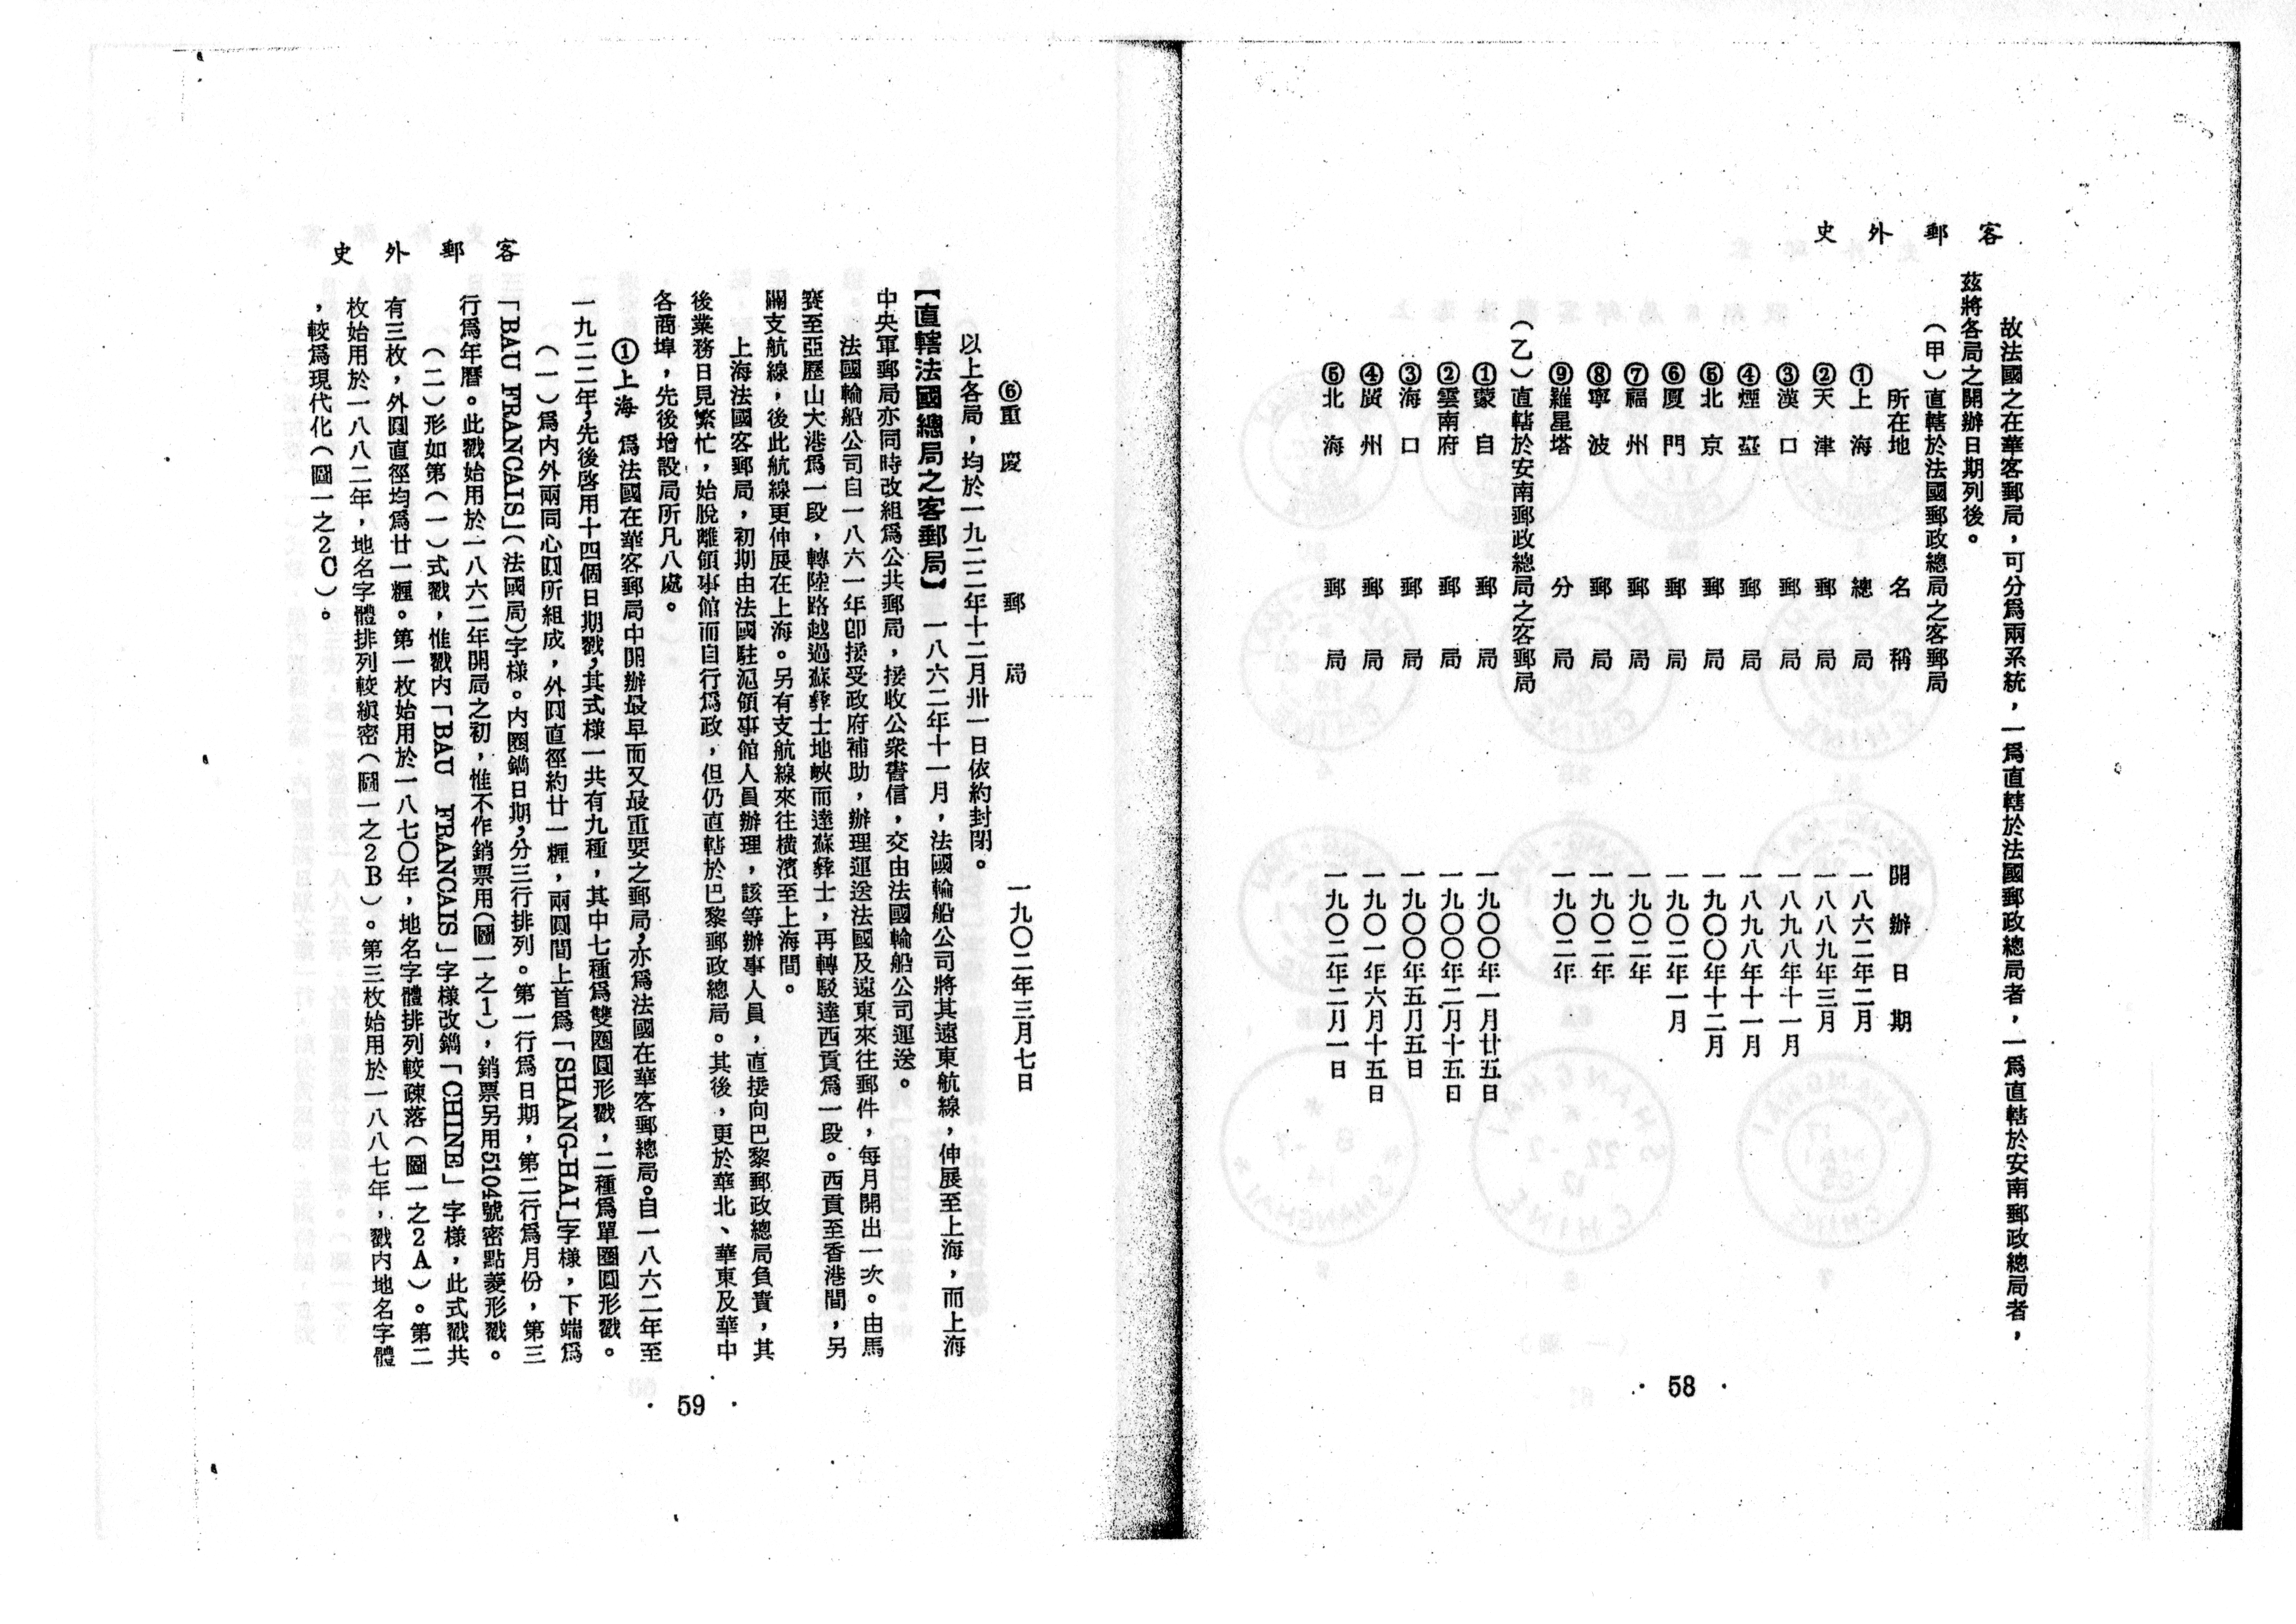 客郵外史
故法國之在華客郵局，可分爲兩系統，一爲直轄於法國郵政總局者，一爲直轄於安南郵政總局者，
茲將各局之開辦日期列後。
（甲）直轄於法國郵政總局之客郵局
所在地　名稱　開辦日期
①上海　總局　一八六二年二月
②天津　郵局　一八八九年三月
③漢口　郵局　一八九八年十一月
④煙臺　郵局　一八九八年十一月
⑤北京　郵局　一九〇〇年十二月
⑥廈門　郵局　一九〇二年一月
⑦福州　郵局　一九〇二年
⑧寧波　郵局　一九〇二年
⑨羅星塔　分局　一九〇二年
（乙）直轄於安南郵政總局之客郵局
①蒙自　郵局　一九〇〇年一月廿五日
②雲南府　郵局　一九〇〇年二月十五日
③海口　郵局　一九〇〇年五月五日
④廣州　郵局　一九〇一年六月十五日
⑤北海　郵局　一九〇二年二月一日
· 58 ·
客郵外史
⑥重慶　郵局　一九〇二年三月七日
以上各局，均於一九二二年十二月卅一日依約封閉。
【直轄法國總局之客郵局】　一八六二年十一月，法國輪船公司將其遠東航線，伸展至上海，而上海
中央軍郵局亦同時改組爲公共郵局，接收公衆書信，交由法國輪船公司運送。
法國輪船公司自一八六一年卽接受政府補助，辦理運送法國及遠東來往郵件，每月開出一次。由馬
賽至亞歷山大港爲一段，轉陸路越過蘇彝士地峽而達蘇彝士，再轉駁達西貢爲一段。西貢至香港間，另
闢支航線，後此航線更伸展在上海。另有支航線來往橫濱至上海間。
上海法國客郵局，初期由法國駐滬領事館人員辦理，該等辦事人員，直接向巴黎郵政總局負責，其
後業務日見繁忙，始脫離領事館而自行爲政，但仍直轄於巴黎郵政總局。其後，更於華北、華東及華中
各商埠，先後增設局所凡八處。
①上海　爲法國在華客郵局中開辦最早而又最重要之郵局，亦爲法國在華客郵總局。自一八六二年至
一九二二年，先後啓用十四個日期戳，其式樣一共有九種，其中七種爲雙圈圓形戳，二種爲單圈圓形戳。
（一）爲內外兩同心圓所組成，外圓直徑約廿一糎，兩圓間上首爲「SHANG-HAI」字樣，下端爲
「BAU FRANCAIS」（法國局）字樣。內圈鐫日期，分三行排列。第一行爲日期，第二行爲月份，第三
行爲年曆。此戳始用於一八六二年開局之初，惟不作銷票用（圖一之1），銷票另用5104號密點菱形戳。
（二）形如第（一）式戳，惟戳內「BAU FRANCAIS」字樣改鐫「CHINE」字樣，此式戳共
有三枚，外圓直徑均爲廿一糎。第一枚始用於一八七〇年，地名字體排列較疎落（圖一之2A）。第二
枚始用於一八八二年，地名字體排列較縝密（圖一之2B）。第三枚始用於一八八七年，戳內地名字體
，較爲現代化（圖一之2C）。
· 59 ·